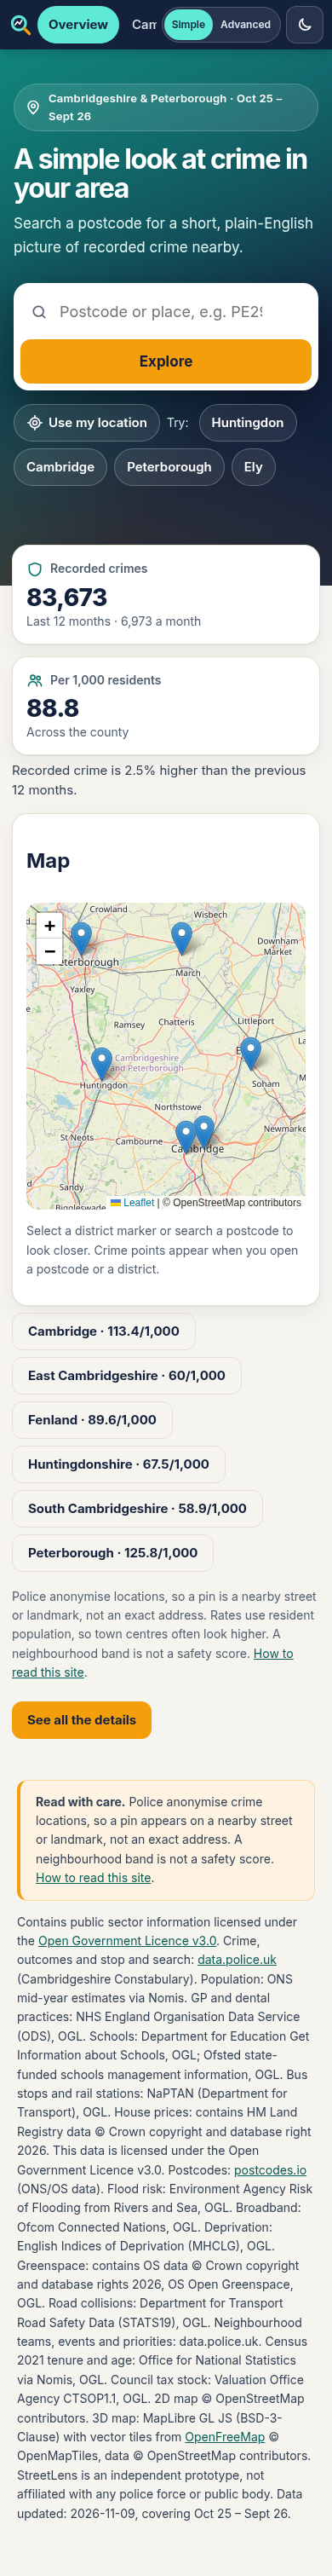 Overview
Cam
Simple
Advanced
Cambridgeshire & Peterborough · Oct 25 –
Sept 26
A simple look at crime in
your area
Search a postcode for a short, plain-English
picture of recorded crime nearby.
Postcode or place, e.g. PE29
Explore
Use my location
Try:
Huntingdon
Cambridge
Peterborough
Ely
Recorded crimes
83,673
Last 12 months · 6,973 a month
Per 1,000 residents
88.8
Across the county
Recorded crime is 2.5% higher than the previous
12 months.
Map
+
−
Crowland
Wisbech
Downham
Market
Peterborough
March
Yaxley
Ramsey
Chatteris
Littleport
Cambridgeshire
and Peterborough
Huntingdon
Soham
Northstowe
St Neots
Cambourne
Newmarke
Cambridge
Sandy
Biggleswade
Leaflet | © OpenStreetMap contributors
Select a district marker or search a postcode to
look closer. Crime points appear when you open
a postcode or a district.
Cambridge · 113.4/1,000
East Cambridgeshire · 60/1,000
Fenland · 89.6/1,000
Huntingdonshire · 67.5/1,000
South Cambridgeshire · 58.9/1,000
Peterborough · 125.8/1,000
Police anonymise locations, so a pin is a nearby street
or landmark, not an exact address. Rates use resident
population, so town centres often look higher. A
neighbourhood band is not a safety score. How to
read this site.
See all the details
Read with care. Police anonymise crime
locations, so a pin appears on a nearby street
or landmark, not an exact address. A
neighbourhood band is not a safety score.
How to read this site.
Contains public sector information licensed under
the Open Government Licence v3.0. Crime,
outcomes and stop and search: data.police.uk
(Cambridgeshire Constabulary). Population: ONS
mid-year estimates via Nomis. GP and dental
practices: NHS England Organisation Data Service
(ODS), OGL. Schools: Department for Education Get
Information about Schools, OGL; Ofsted state-
funded schools management information, OGL. Bus
stops and rail stations: NaPTAN (Department for
Transport), OGL. House prices: contains HM Land
Registry data © Crown copyright and database right
2026. This data is licensed under the Open
Government Licence v3.0. Postcodes: postcodes.io
(ONS/OS data). Flood risk: Environment Agency Risk
of Flooding from Rivers and Sea, OGL. Broadband:
Ofcom Connected Nations, OGL. Deprivation:
English Indices of Deprivation (MHCLG), OGL.
Greenspace: contains OS data © Crown copyright
and database rights 2026, OS Open Greenspace,
OGL. Road collisions: Department for Transport
Road Safety Data (STATS19), OGL. Neighbourhood
teams, events and priorities: data.police.uk. Census
2021 tenure and age: Office for National Statistics
via Nomis, OGL. Council tax stock: Valuation Office
Agency CTSOP1.1, OGL. 2D map © OpenStreetMap
contributors. 3D map: MapLibre GL JS (BSD-3-
Clause) with vector tiles from OpenFreeMap ©
OpenMapTiles, data © OpenStreetMap contributors.
StreetLens is an independent prototype, not
affiliated with any police force or public body. Data
updated: 2026-11-09, covering Oct 25 – Sept 26.